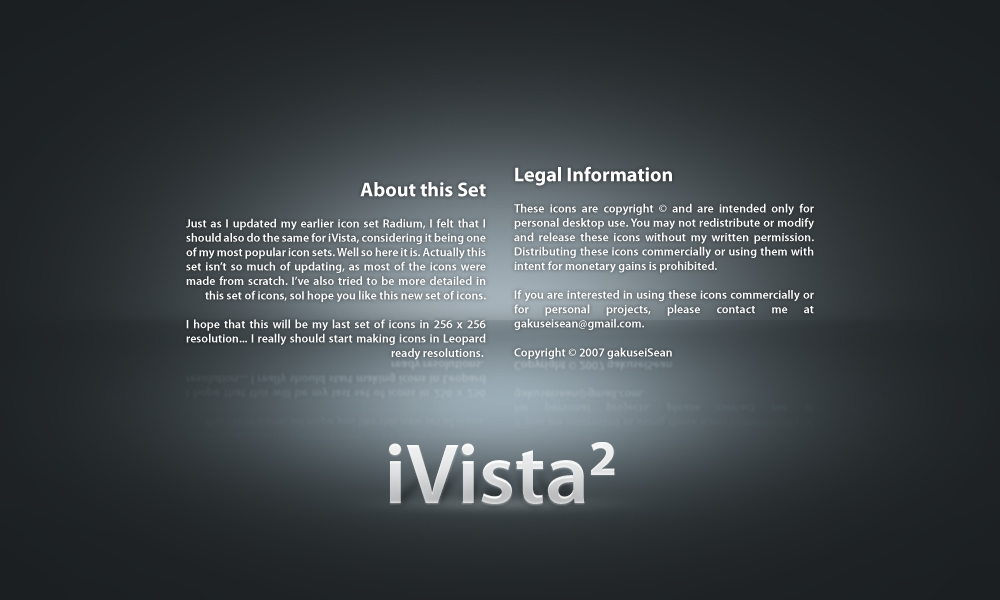 About this Set
Just as I updated my earlier icon set Radium, I felt that I
should also do the same for iVista, considering it being one
of my most popular icon sets. Well so here it is. Actually this
set isn't so much of updating, as most of the icons were
made from scratch. I've also tried to be more detailed in
this set of icons, soI hope you like this new set of icons.
I hope that this will be my last set of icons in 256 x 256
resolution... I really should start making icons in Leopard
ready resolutions.
Legal Information
These icons are copyright © and are intended only for
personal desktop use. You may not redistribute or modify
and release these icons without my written permission.
Distributing these icons commercially or using them with
intent for monetary gains is prohibited.
If you are interested in using these icons commercially or
for personal projects, please contact me at
gakuseisean@gmail.com.
Copyright © 2007 gakuseiSean
iVista²